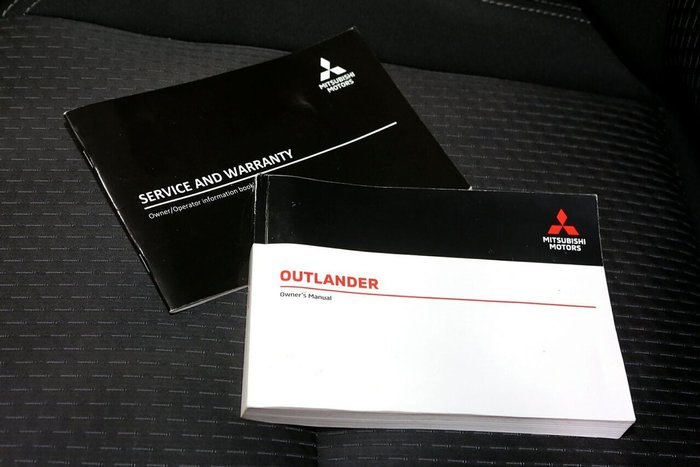 MITSUBISHI
MOTORS
SERVICE AND WARRANTY
Owner/Operator information book
MITSUBISHI
MOTORS
OUTLANDER
Owner's Manual